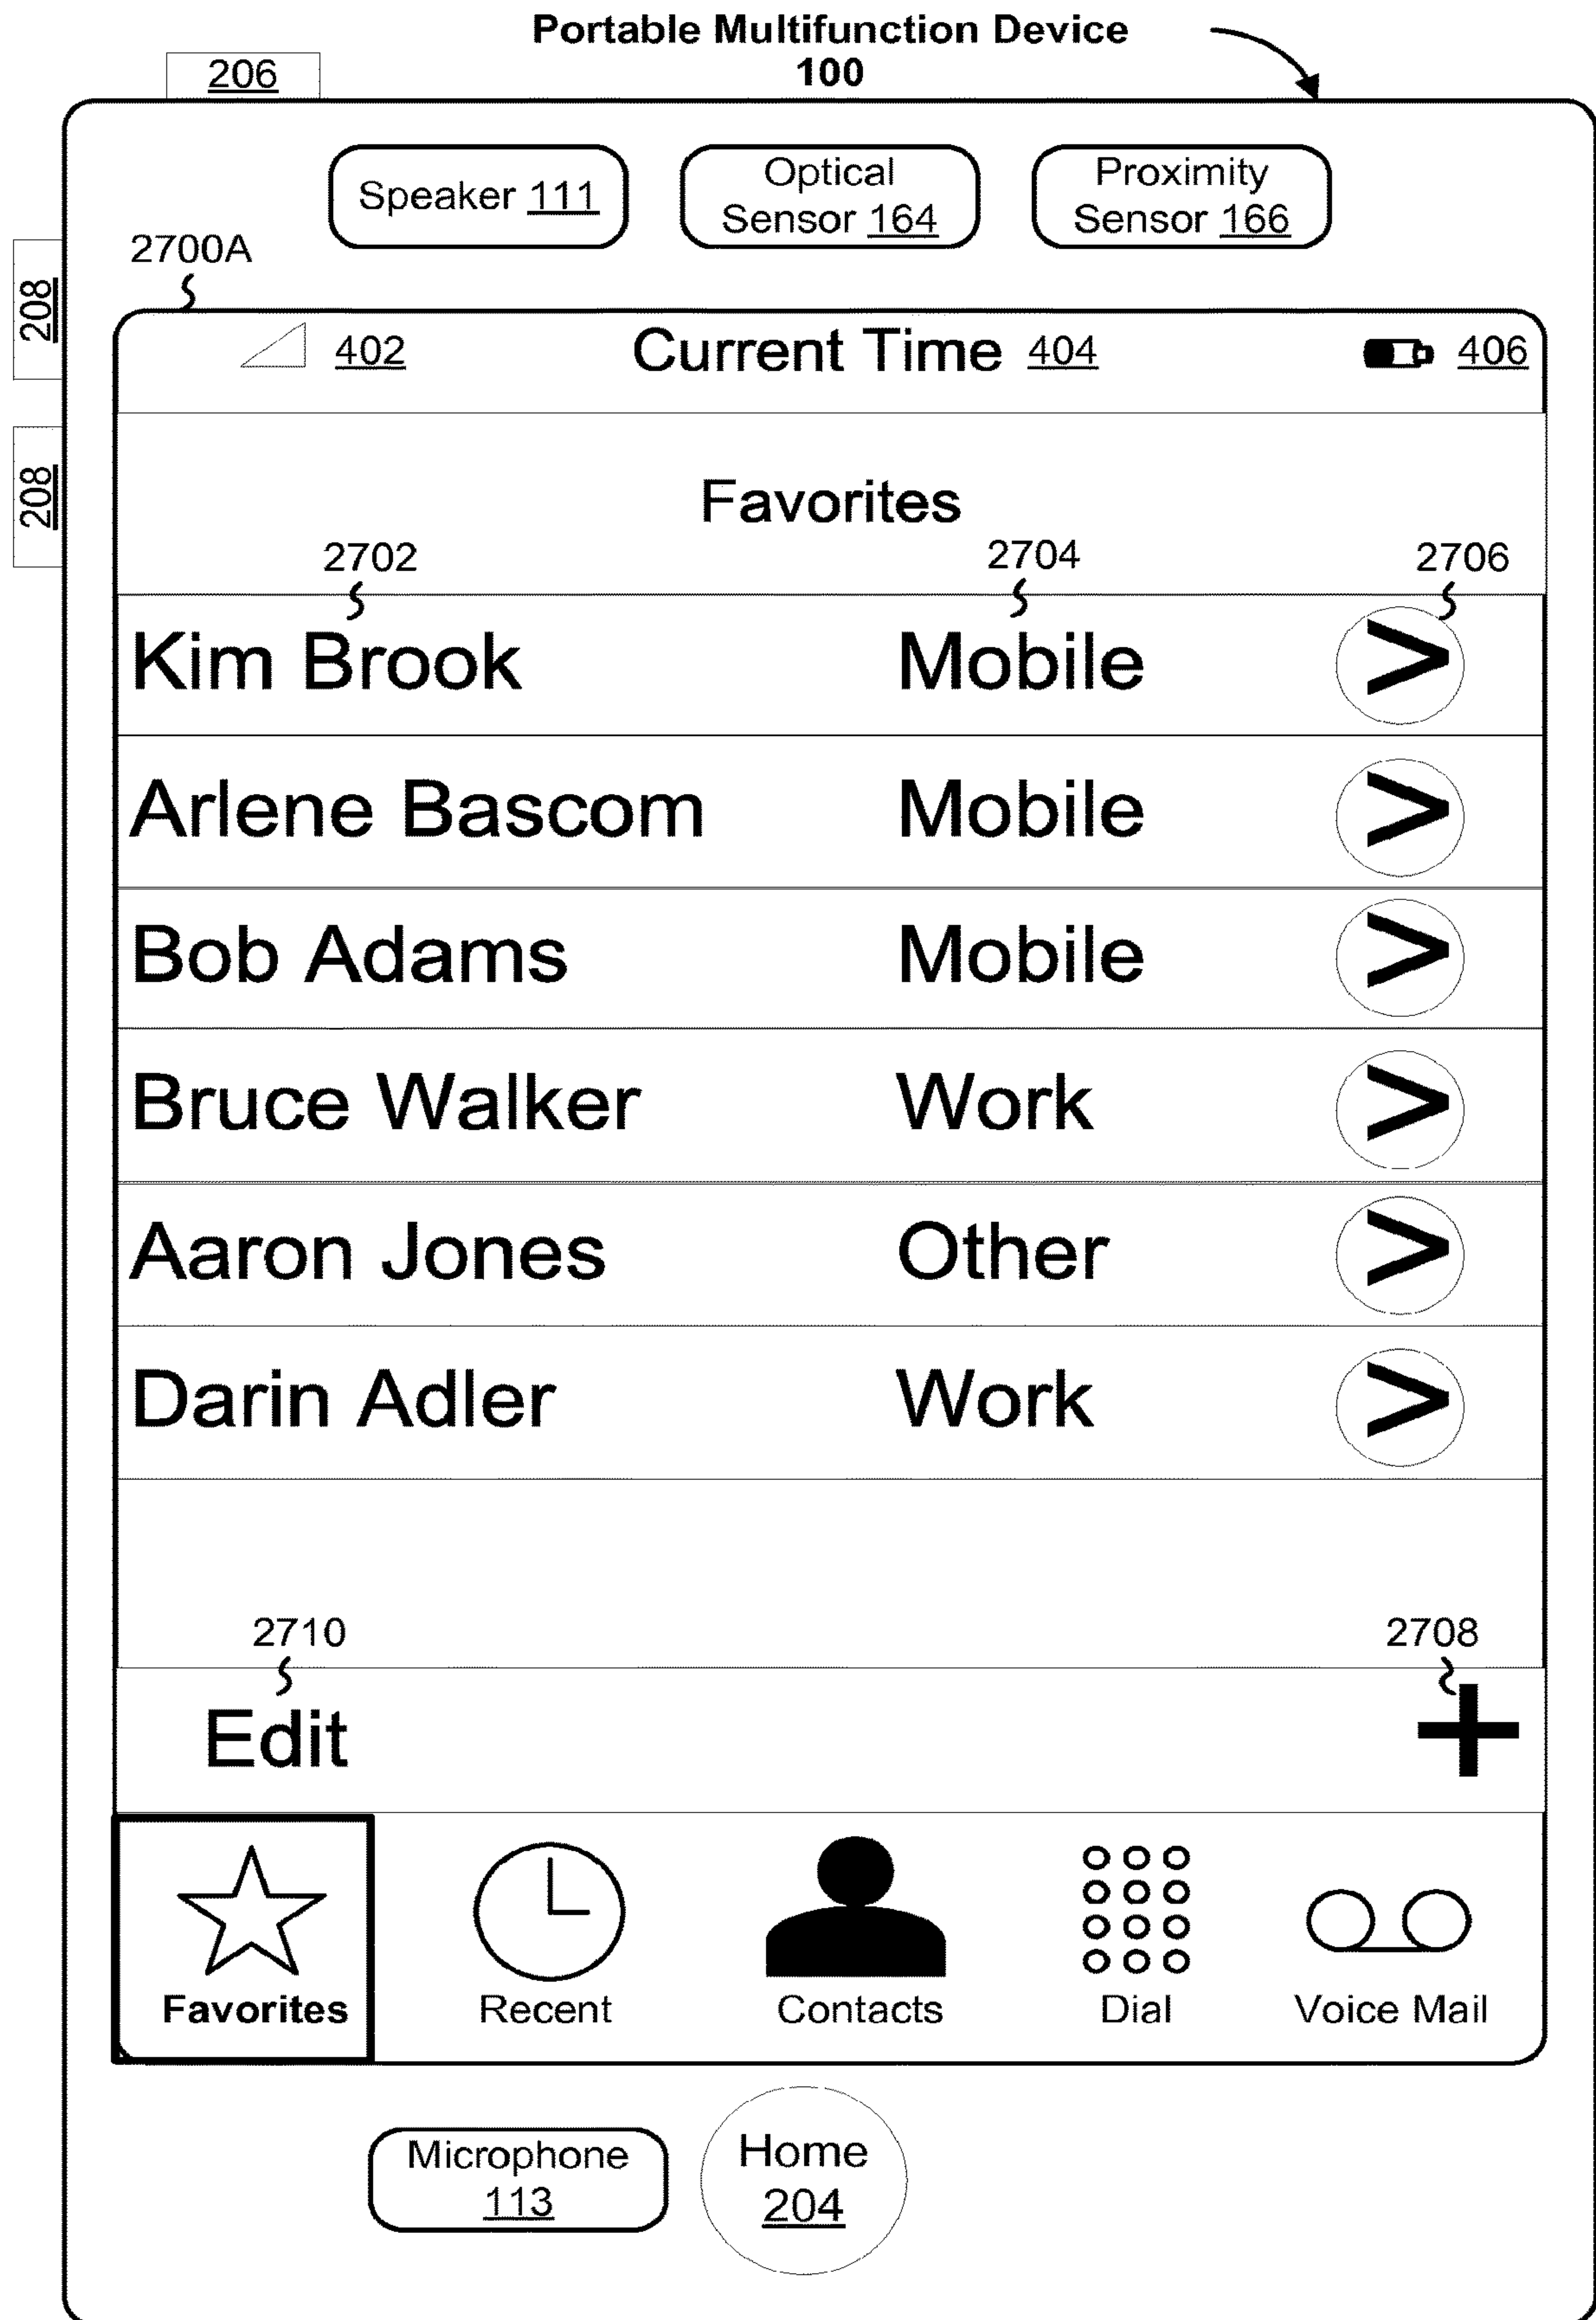 Portable Multifunction Device
100
206
Speaker 111
Optical
Sensor 164
Proximity
Sensor 166
2700A
208
208
402
Current Time 404
406
Favorites
2702
2704
2706
Kim Brook Mobile >
Arlene Bascom Mobile >
Bob Adams Mobile >
Bruce Walker Work >
Aaron Jones Other >
Darin Adler Work >
2710
2708
Edit +
Favorites
Recent
Contacts
Dial
Voice Mail
Microphone
113
Home
204